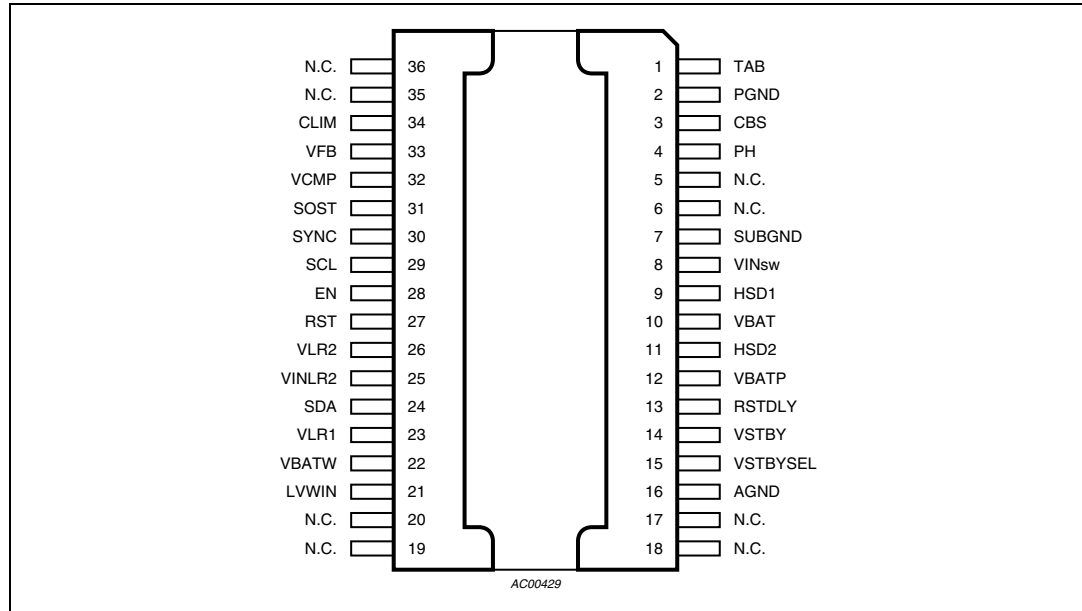 N.C. 36 1 TAB
N.C. 35 2 PGND
CLIM 34 3 CBS
VFB 33 4 PH
VCMP 32 5 N.C.
SOST 31 6 N.C.
SYNC 30 7 SUBGND
SCL 29 8 VINsw
EN 28 9 HSD1
RST 27 10 VBAT
VLR2 26 11 HSD2
VINLR2 25 12 VBATP
SDA 24 13 RSTDLY
VLR1 23 14 VSTBY
VBATW 22 15 VSTBYSEL
LVWIN 21 16 AGND
N.C. 20 17 N.C.
N.C. 19 18 N.C.
AC00429